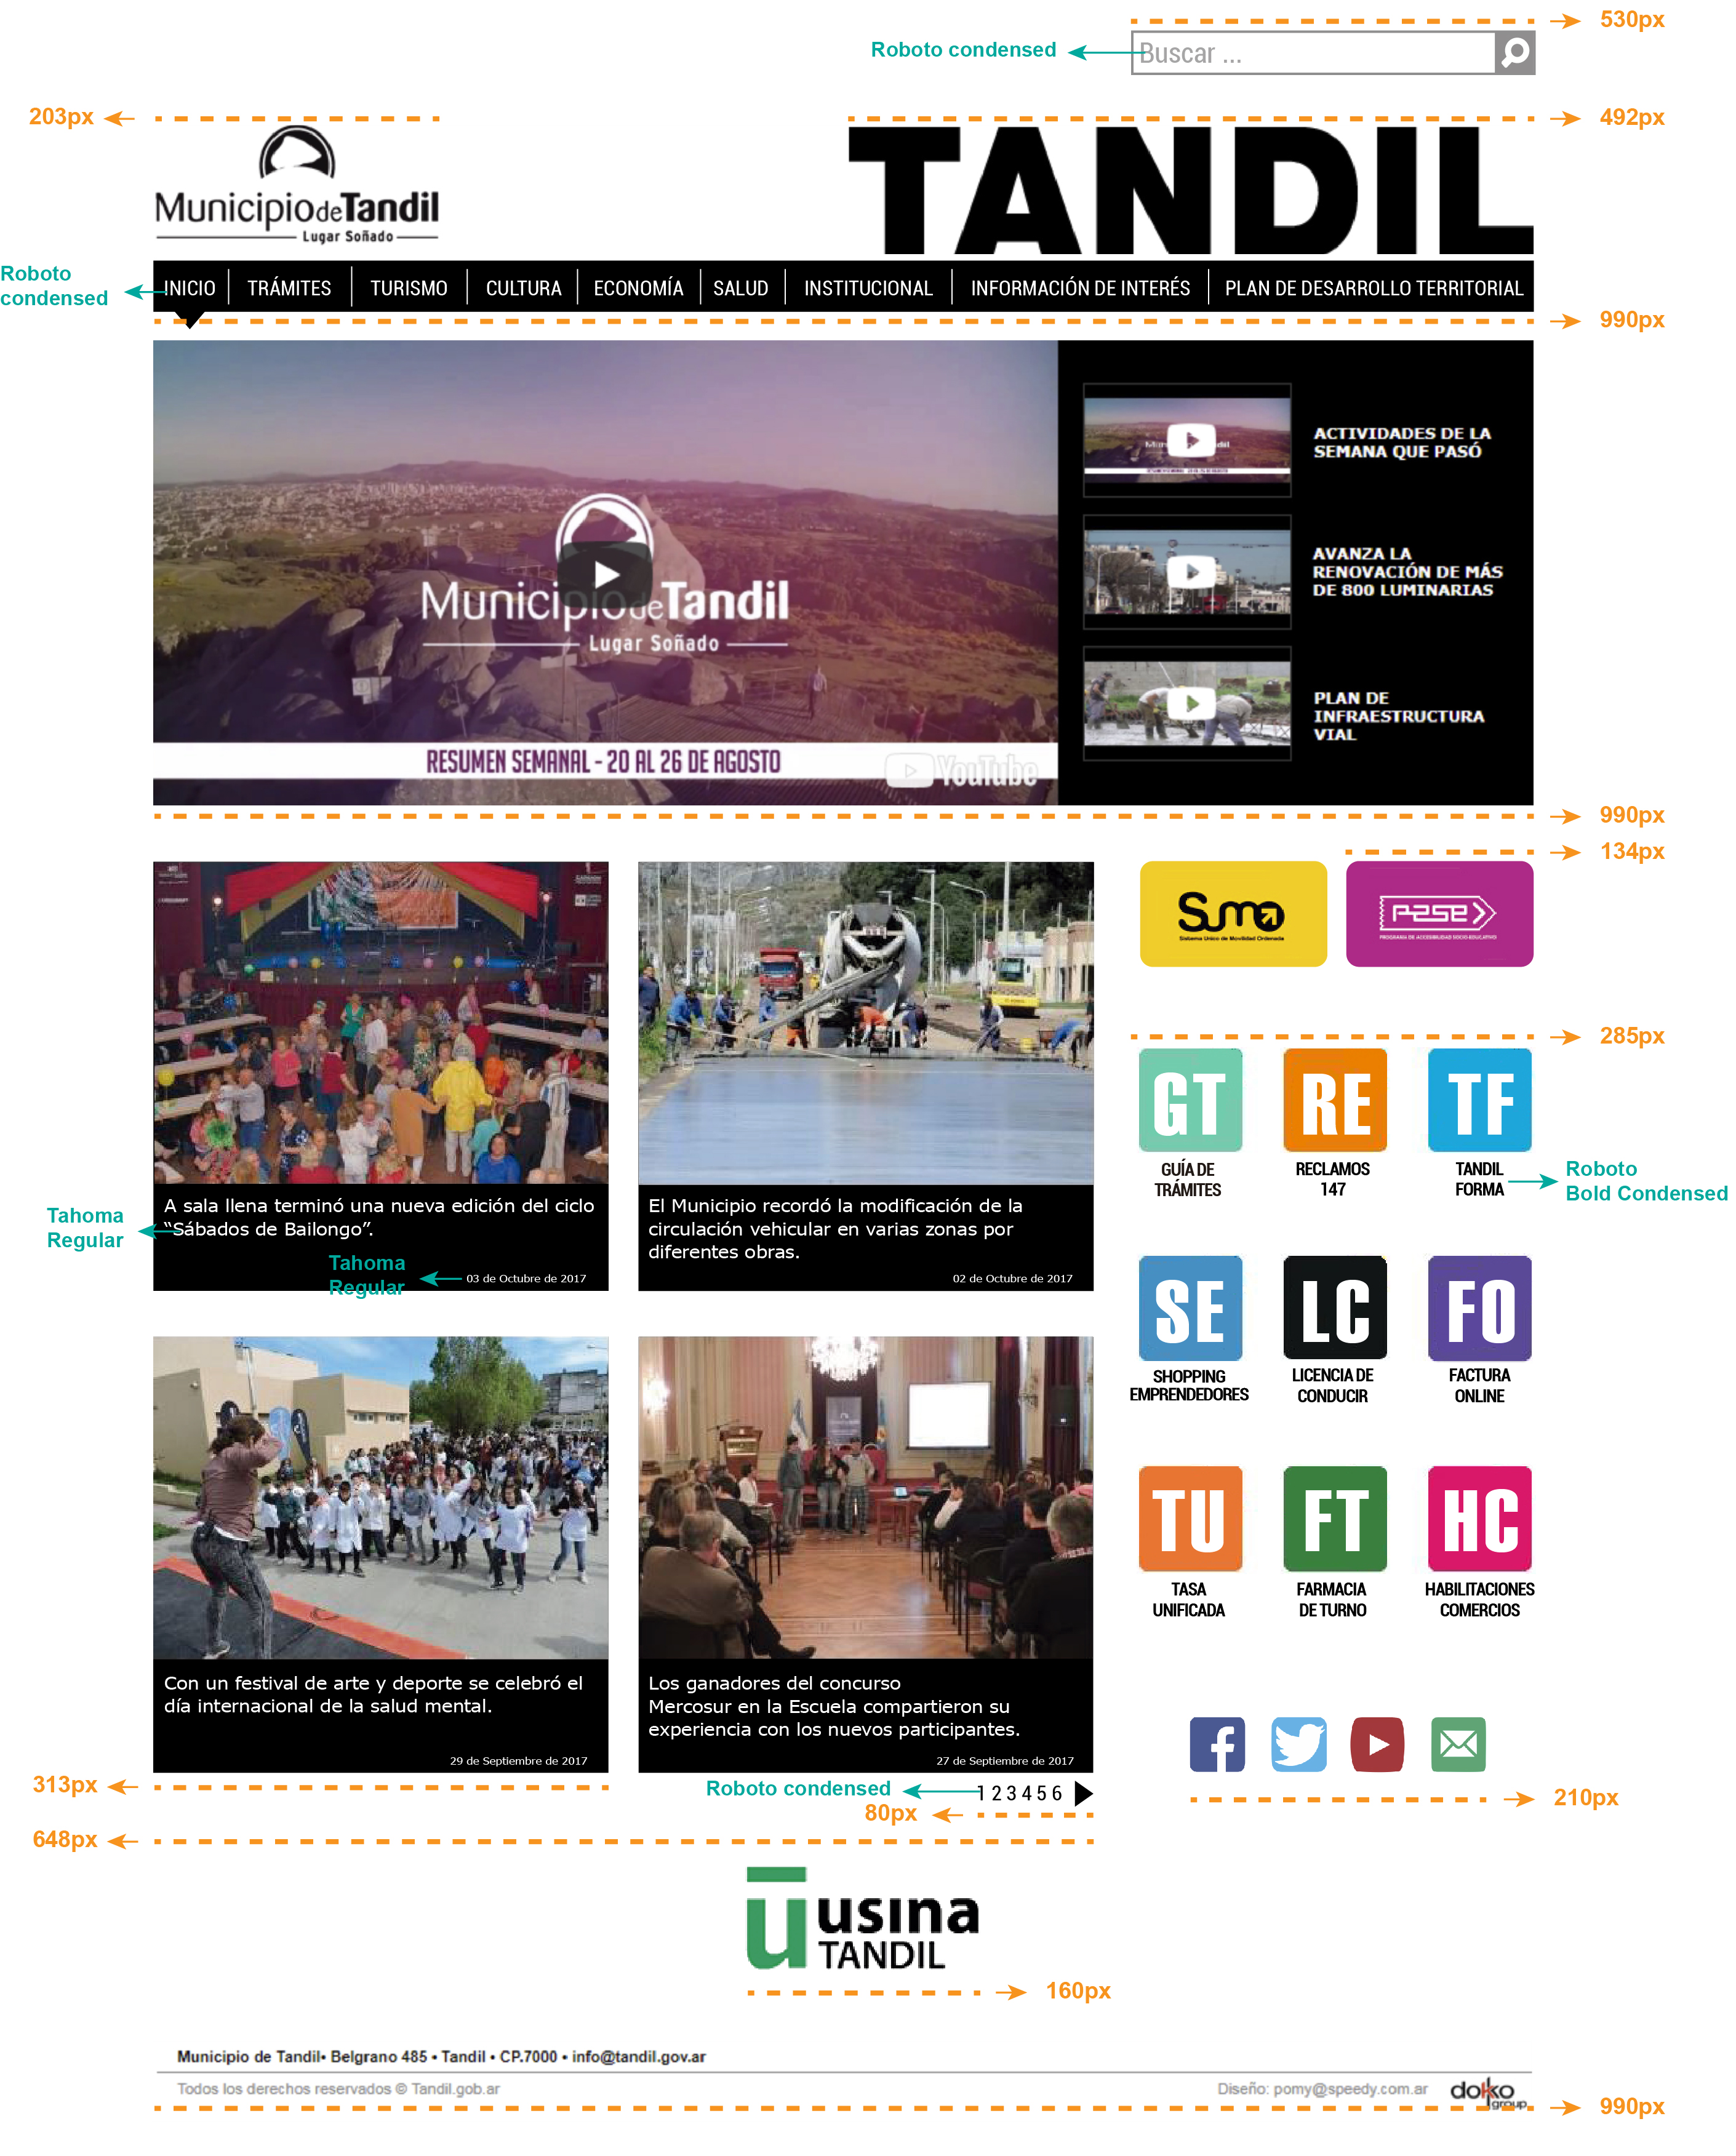 530px
Roboto condensed
Buscar ...
203px
492px
MunicipiodeTandil
Lugar Soñado
TANDIL
Roboto
condensed
INICIO
TRÁMITES
TURISMO
CULTURA
ECONOMÍA
SALUD
INSTITUCIONAL
INFORMACIÓN DE INTERÉS
PLAN DE DESARROLLO TERRITORIAL
990px
MunicipiodeTandil
Lugar Soñado
RESUMEN SEMANAL - 20 AL 26 DE AGOSTO
YouTube
ACTIVIDADES DE LA
SEMANA QUE PASÓ
AVANZA LA
RENOVACIÓN DE MÁS
DE 800 LUMINARIAS
PLAN DE
INFRAESTRUCTURA
VIAL
990px
134px
Suma
Sistema Unico de Movilidad Ordenada
PASE
PROGRAMA DE ACCESIBILIDAD SOCIO-EDUCATIVO
285px
GT
RE
TF
GUÍA DE
TRÁMITES
RECLAMOS
147
TANDIL
FORMA
Roboto
Bold Condensed
A sala llena terminó una nueva edición del ciclo
“Sábados de Bailongo”.
Tahoma
Regular
Tahoma
Regular
03 de Octubre de 2017
El Municipio recordó la modificación de la
circulación vehicular en varias zonas por
diferentes obras.
02 de Octubre de 2017
SE
LC
FO
SHOPPING
EMPRENDEDORES
LICENCIA DE
CONDUCIR
FACTURA
ONLINE
TU
FT
HC
TASA
UNIFICADA
FARMACIA
DE TURNO
HABILITACIONES
COMERCIOS
Con un festival de arte y deporte se celebró el
día internacional de la salud mental.
29 de Septiembre de 2017
Los ganadores del concurso
Mercosur en la Escuela compartieron su
experiencia con los nuevos participantes.
27 de Septiembre de 2017
313px
Roboto condensed
1 2 3 4 5 6
80px
210px
648px
u usina
TANDIL
160px
Municipio de Tandil• Belgrano 485 • Tandil • CP.7000 • info@tandil.gov.ar
Todos los derechos reservados © Tandil.gob.ar
Diseño: pomy@speedy.com.ar
dokko
group
990px